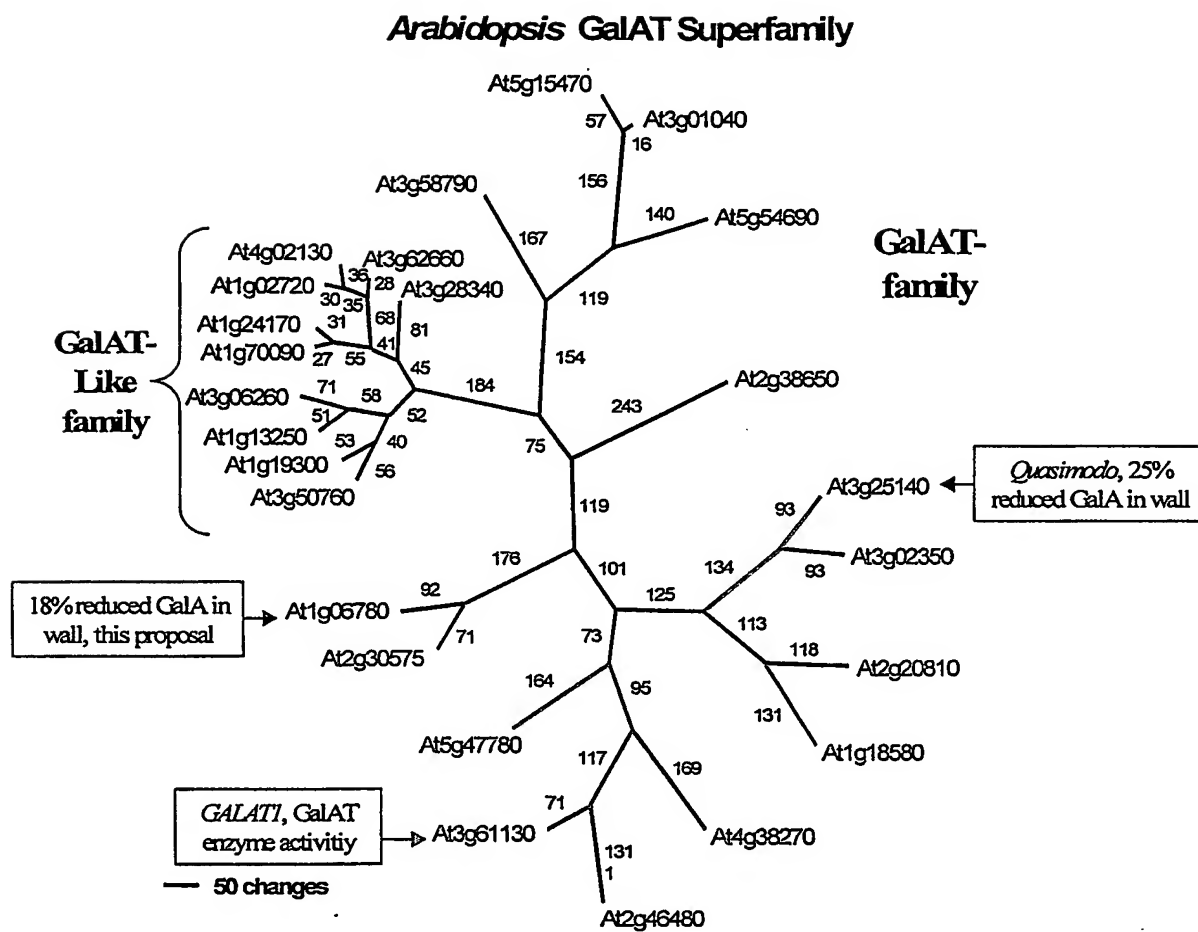 Arabidopsis GalAT Superfamily
At5g15470
57
At3g01040
16
156
At3g58790
140
At5g54690
167
GalAT-
family
119
At4g02130
At3g62660
36
28
At1g02720
At3g28340
30
35
31
68
81
At1g24170
GalAT-
Like
family
At1g70090
27
55
41
45
154
71
58
184
At2g38650
At3g06260
243
51
52
75
At1g13250
53
40
At1g19300
56
At3g50760
Quasimodo, 25%
reduced GalA in wall
At3g25140
93
119
At3g02350
93
134
176
101
125
18% reduced GalA in
wall, this proposal
92
At1g06780
71
73
113
At2g30575
118
At2g20810
164
95
131
At5g47780
At1g18580
117
169
GALAT1, GalAT
enzyme activitiy
71
At3g61130
At4g38270
131
1
50 changes
At2g46480